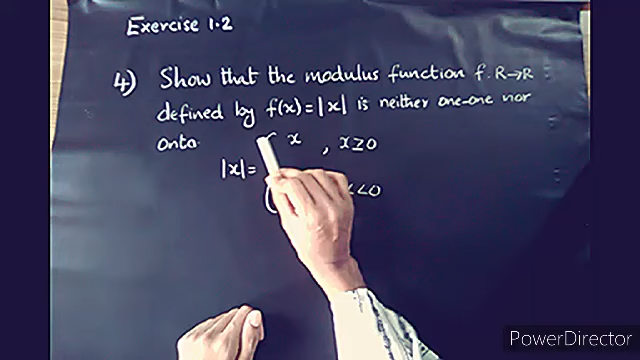 Exercise 1.2
4) Show that the modulus function f: R→R
defined by f(x)=|x| is neither one-one nor
onto
x , x≥0
|x|=
<0
PowerDirector